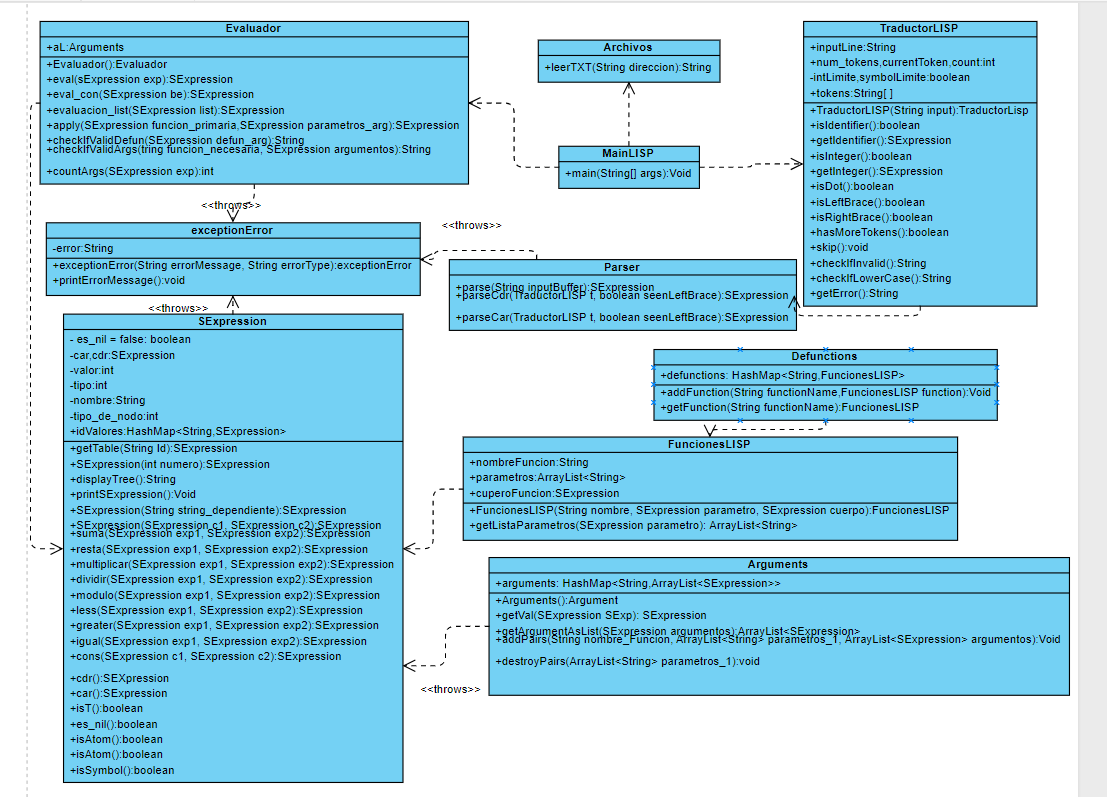 Evaluador
+aL:Arguments
+Evaluador():Evaluador
+eval(sExpression exp):SExpression
+eval_con(SExpression be):SExpression
+evaluacion_list(SExpression list):SExpression
+apply(SExpression funcion_primaria,SExpression parametros_arg):SExpression
+checkIfValidDefun(SExpression defun_arg):String
+checkIfValidArgs(tring funcion_necesaria, SExpression argumentos):String
+countArgs(SExpression exp):int
Archivos
+leerTXT(String direccion):String
MainLISP
+main(String[] args):Void
TraductorLISP
+inputLine:String
+num_tokens,currentToken,count:int
-intLimite,symbolLimite:boolean
+tokens:String[ ]
+TraductorLISP(String input):TraductorLisp
+isIdentifier():boolean
+getIdentifier():SExpression
+isInteger():boolean
+getInteger():SExpression
+isDot():boolean
+isLeftBrace():boolean
+isRightBrace():boolean
+hasMoreTokens():boolean
+skip():void
+checkIfInvalid():String
+checkIfLowerCase():String
+getError():String
<<throws>>
exceptionError
-error:String
+exceptionError(String errorMessage, String errorType):exceptionError
+printErrorMessage():void
<<throws>>
Parser
+parse(String inputBuffer):SExpression
+parseCdr(TraductorLISP t, boolean seenLeftBrace):SExpression
+parseCar(TraductorLISP t, boolean seenLeftBrace):SExpression
<<throws>>
SExpression
- es_nil = false: boolean
-car,cdr:SExpression
-valor:int
-tipo:int
-nombre:String
-tipo_de_nodo:int
+idValores:HashMap<String,SExpression>
+getTable(String Id):SExpression
+SExpression(int numero):SExpression
+displayTree():String
+printSExpression():Void
+SExpression(String string_dependiente):SExpression
+SExpression(SExpression c1, SExpression c2):SExpression
+suma(SExpression exp1, SExpression exp2):SExpression
+resta(SExpression exp1, SExpression exp2):SExpression
+multiplicar(SExpression exp1, SExpression exp2):SExpression
+dividir(SExpression exp1, SExpression exp2):SExpression
+modulo(SExpression exp1, SExpression exp2):SExpression
+less(SExpression exp1, SExpression exp2):SExpression
+greater(SExpression exp1, SExpression exp2):SExpression
+igual(SExpression exp1, SExpression exp2):SExpression
+cons(SExpression c1, SExpression c2):SExpression
+cdr():SEXpression
+car():SExpression
+isT():boolean
+es_nil():boolean
+isAtom():boolean
+isAtom():boolean
+isSymbol():boolean
Defunctions
+defunctions: HashMap<String,FuncionesLISP>
+addFunction(String functionName,FuncionesLISP function):Void
+getFunction(String functionName):FuncionesLISP
FuncionesLISP
+nombreFuncion:String
+parametros:ArrayList<String>
+cuperoFuncion:SExpression
+FuncionesLISP(String nombre, SExpression parametro, SExpression cuerpo):FuncionesLISP
+getListaParametros(SExpression parametro): ArrayList<String>
Arguments
+arguments: HashMap<String,ArrayList<SExpression>>
+Arguments():Argument
+getVal(SExpression SExp): SExpression
+getArgumentAsList(SExpression argumentos):ArrayList<SExpression>
+addPairs(String nombre_Funcion, ArrayList<String> parametros_1, ArrayList<SExpression> argumentos):Void
+destroyPairs(ArrayList<String> parametros_1):void
<<throws>>